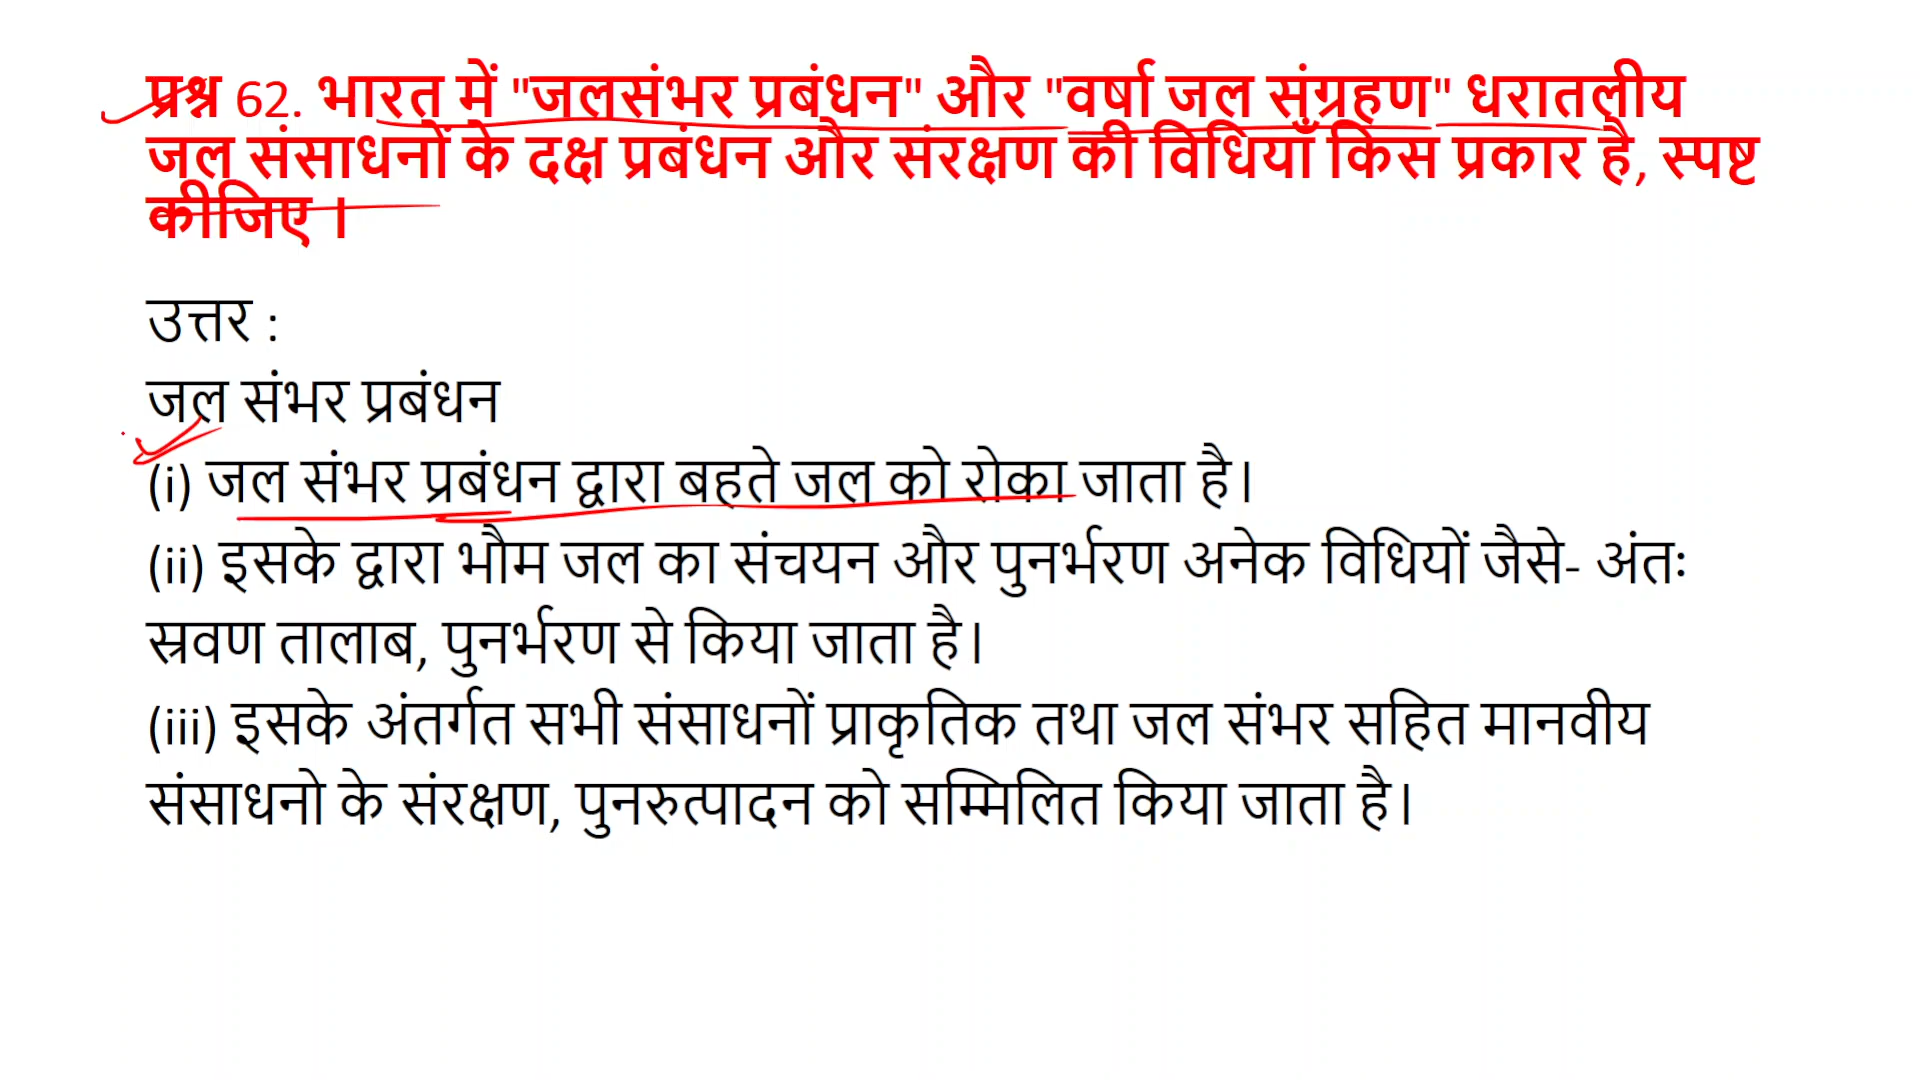 प्रश्न 62. भारत में "जलसंभर प्रबंधन" और "वर्षा जल संग्रहण" धरातलीय
जल संसाधनों के दक्ष प्रबंधन और संरक्षण की विधियाँ किस प्रकार है, स्पष्ट
कीजिए ।
उत्तर :
जल संभर प्रबंधन
(i) जल संभर प्रबंधन द्वारा बहते जल को रोका जाता है।
(ii) इसके द्वारा भौम जल का संचयन और पुनर्भरण अनेक विधियों जैसे- अंतः
स्रवण तालाब, पुनर्भरण से किया जाता है।
(iii) इसके अंतर्गत सभी संसाधनों प्राकृतिक तथा जल संभर सहित मानवीय
संसाधनो के संरक्षण, पुनरुत्पादन को सम्मिलित किया जाता है।